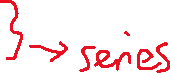 } → series